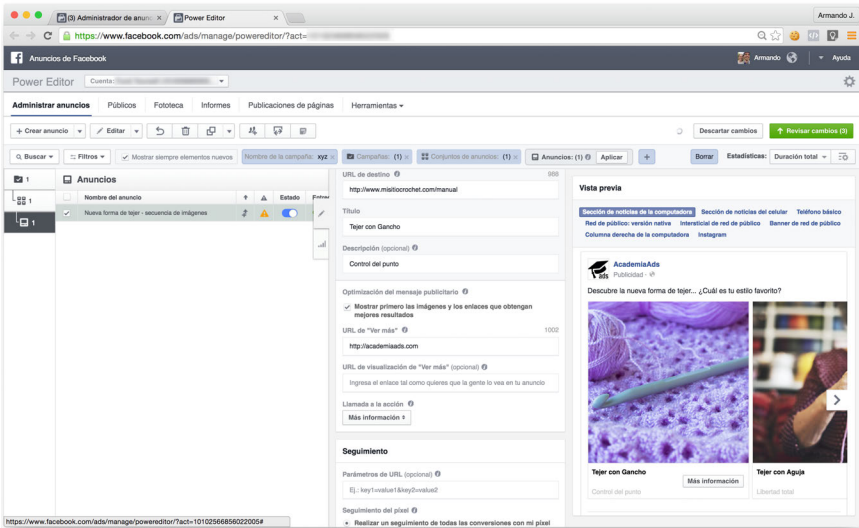 (3) Administrador de anunc
Power Editor
Armando J.
https://www.facebook.com/ads/manage/powereditor/?act=
Anuncios de Facebook
Armando
Ayuda
Power Editor
Cuenta:
Administrar anuncios
Públicos
Fototeca
Informes
Publicaciones de páginas
Herramientas
+ Crear anuncio
Editar
Descartar cambios
Revisar cambios (3)
Buscar
Filtros
Mostrar siempre elementos nuevos
Nombre de la campaña: xyz ×
Campañas: (1) ×
Conjuntos de anuncios: (1) ×
Anuncios: (1)
Aplicar
+
Borrar
Estadísticas:
Duración total
1
1
1
Anuncios
Nombre del anuncio
Estado
Nueva forma de tejer - secuencia de imágenes
URL de destino
988
http://www.misitiocrochet.com/manual
Título
Tejer con Gancho
Descripción (opcional)
Control del punto
Optimización del mensaje publicitario
Mostrar primero las imágenes y los enlaces que obtengan
mejores resultados
URL de "Ver más"
1002
http://academiaads.com
URL de visualización de "Ver más" (opcional)
Ingresa el enlace tal como quieres que la gente lo vea en tu anuncio
Llamada a la acción
Más información
Seguimiento
Parámetros de URL (opcional)
Ej.: key1=value1&key2=value2
Seguimiento del píxel
Realizar un seguimiento de todas las conversiones con mi píxel
Vista previa
Sección de noticias de la computadora
Sección de noticias del celular
Teléfono básico
Red de público: versión nativa
Intersticial de red de público
Banner de red de público
Columna derecha de la computadora
Instagram
ads
AcademiaAds
Publicidad ·
Descubre la nueva forma de tejer... ¿Cuál es tu estilo favorito?
Tejer con Gancho
Más información
Control del punto
Tejer con Aguja
Libertad total
https://www.facebook.com/ads/manage/powereditor/?act=10102566856022005#